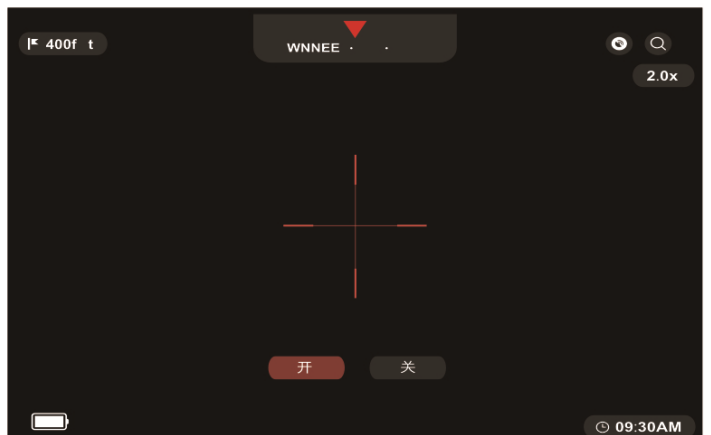 400f t
WNNEE · ·
2.0x
开 关
09:30AM